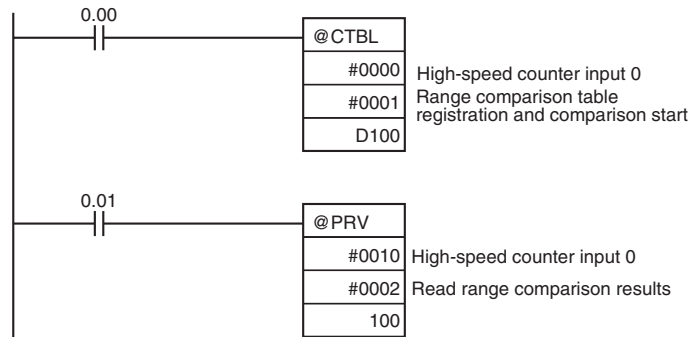 0.00
@CTBL
#0000 High-speed counter input 0
#0001 Range comparison table
registration and comparison start
D100
0.01
@PRV
#0010 High-speed counter input 0
#0002 Read range comparison results
100